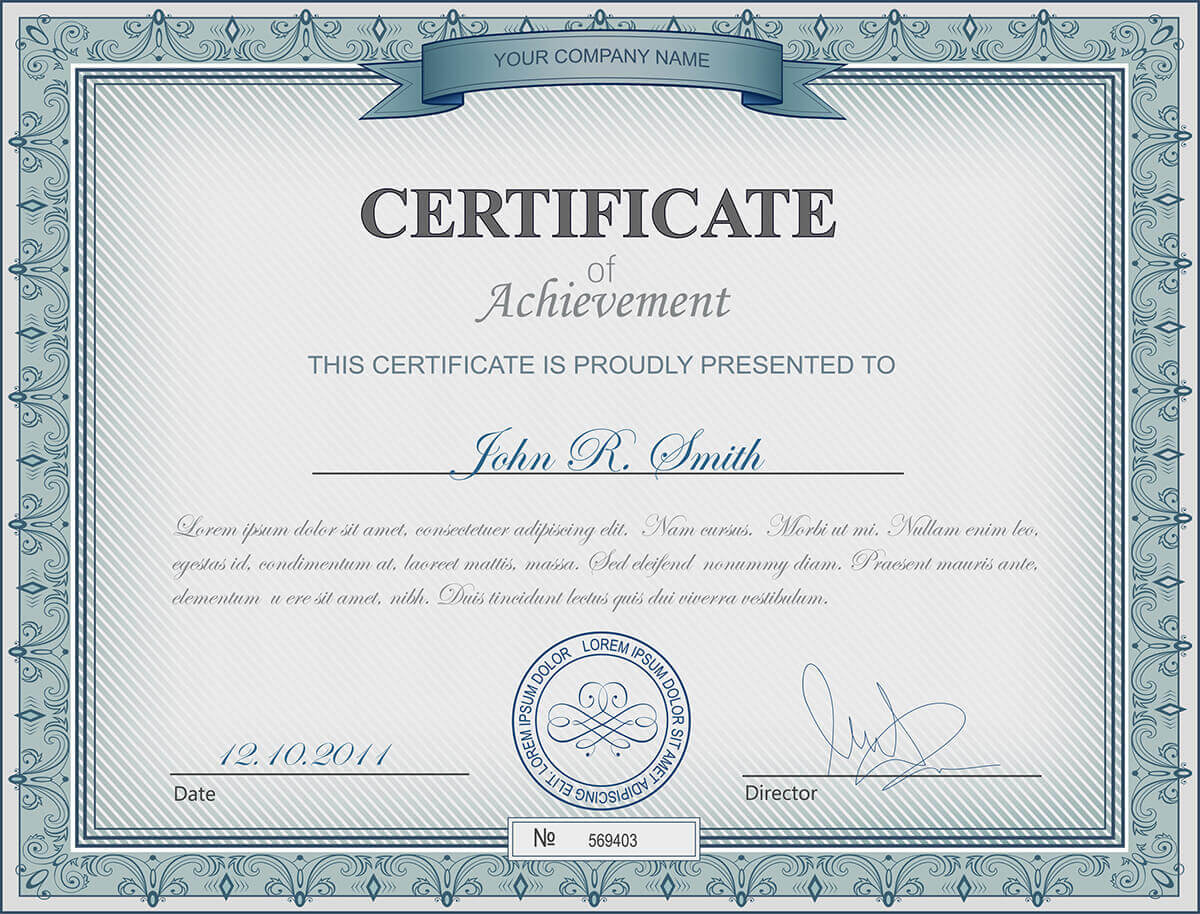 YOUR COMPANY NAME
CERTIFICATE
of
Achievement
THIS CERTIFICATE IS PROUDLY PRESENTED TO
John R. Smith
Lorem ipsum dolor sit amet, consectetuer adipiscing elit. Nam cursus. Morbi ut mi. Nullam enim leo,
egestas id, condimentum at, laoreet mattis, massa. Sed eleifend nonummy diam. Praesent mauris ante,
elementum u ere sit amet, nibh. Duis tincidunt lectus quis dui viverra vestibulum.
LOREM IPSUM DOLOR SIT AMET ADIPISCING ELIT. LOREM IPSUM DOLOR
12.10.2011
Date
Director
№ 569403